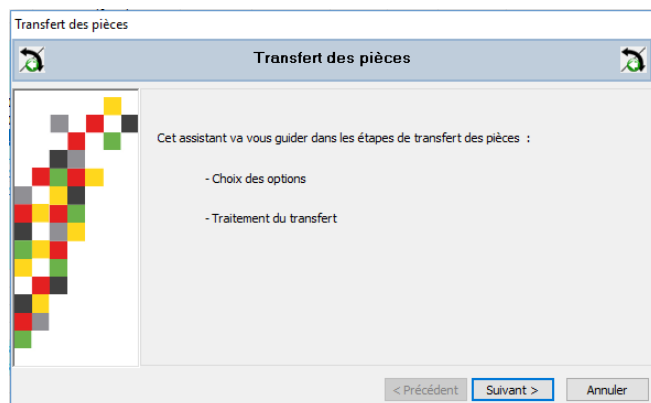 Transfert des pièces
Transfert des pièces
Cet assistant va vous guider dans les étapes de transfert des pièces :
- Choix des options
- Traitement du transfert
< Précédent Suivant > Annuler